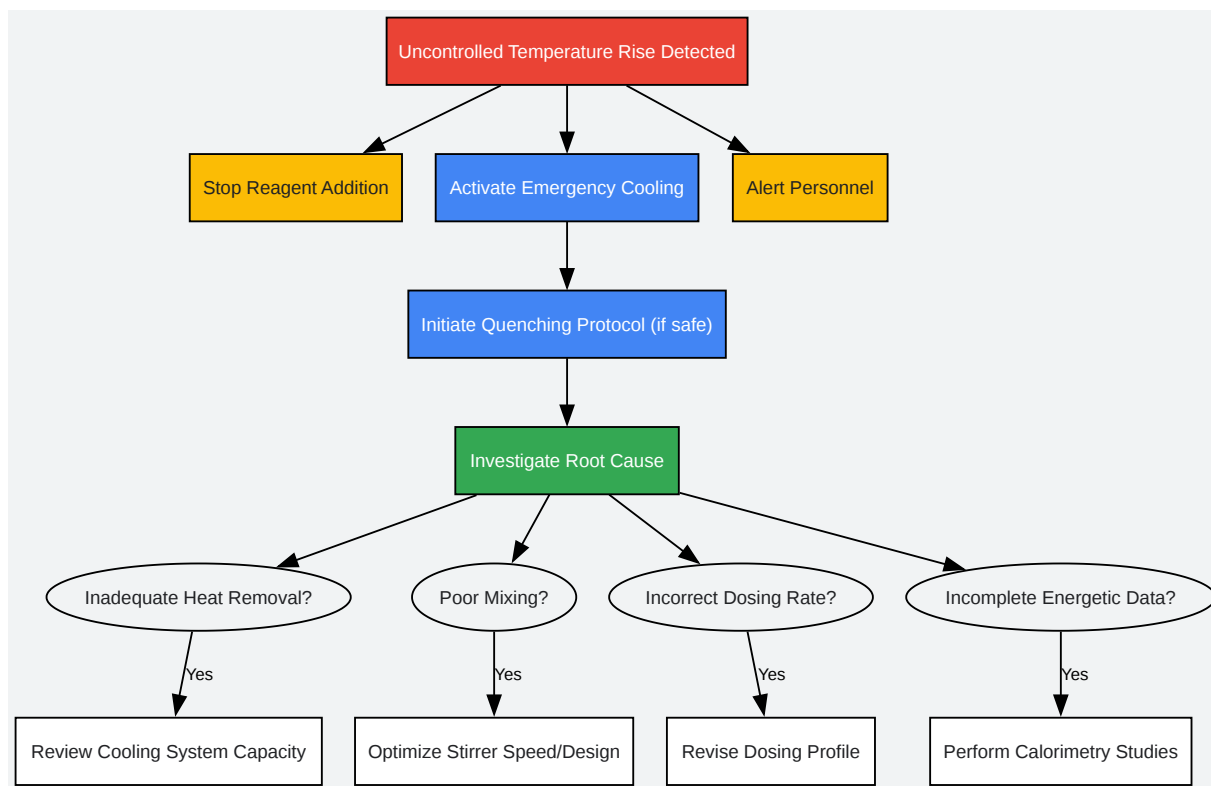 Uncontrolled Temperature Rise Detected
Stop Reagent Addition
Activate Emergency Cooling
Alert Personnel
Initiate Quenching Protocol (if safe)
Investigate Root Cause
Inadequate Heat Removal?
Poor Mixing?
Incorrect Dosing Rate?
Incomplete Energetic Data?
Yes
Yes
Yes
Yes
Review Cooling System Capacity
Optimize Stirrer Speed/Design
Revise Dosing Profile
Perform Calorimetry Studies